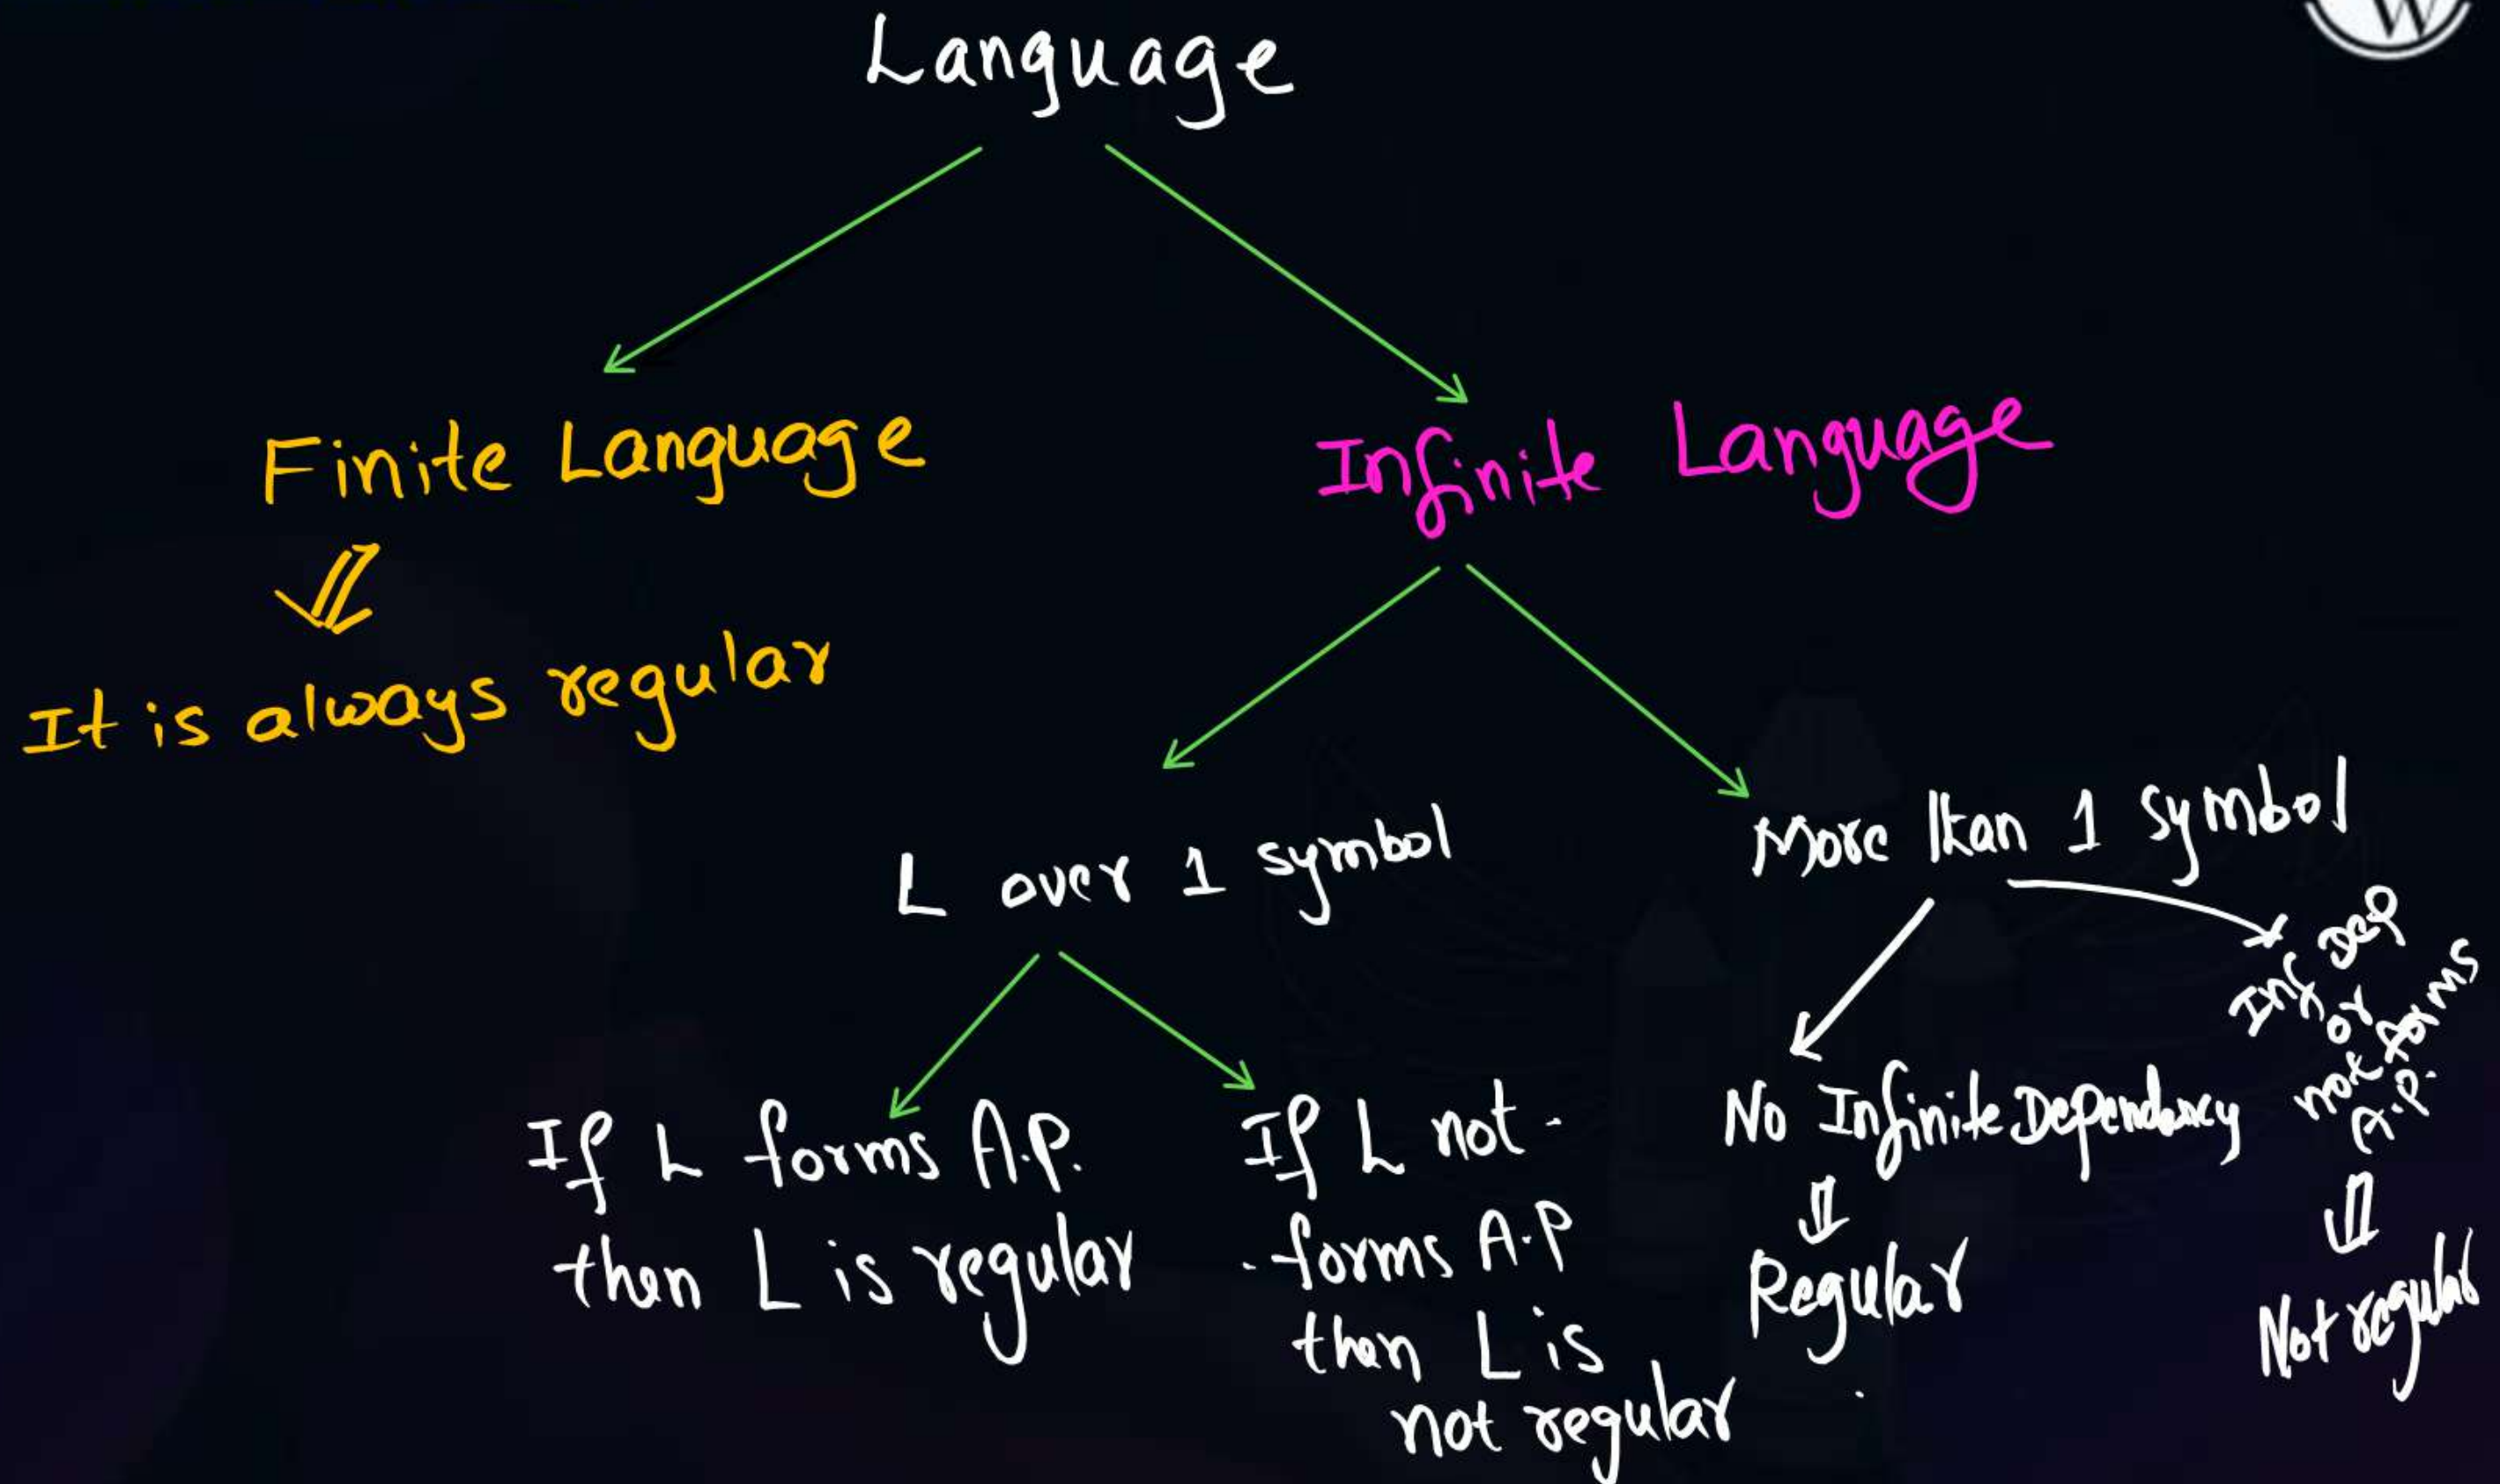 W
Language
Finite Language
Infinite Language
It is always regular
L over 1 symbol
More than 1 symbol
If L forms A.P.
then L is regular
If L not
forms A.P
then L is
not regular
No Infinite Dependency
Regular
Inf Dep
or
not forms
A.P.
Not regular